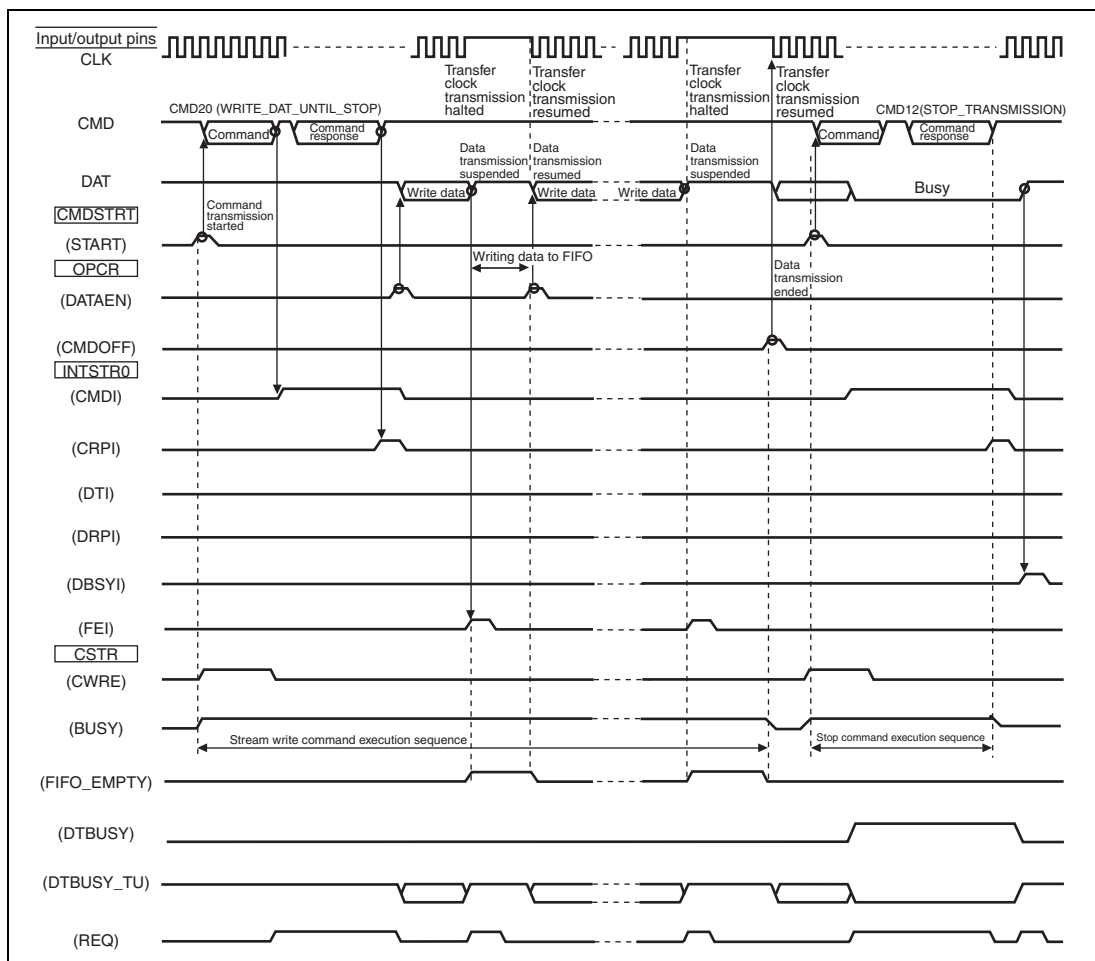 Input/output pins
CLK
Transfer
clock
transmission
halted
Transfer
clock
transmission
resumed
Transfer
clock
transmission
halted
Transfer
clock
transmission
resumed
CMD20 (WRITE_DAT_UNTIL_STOP)
CMD12(STOP_TRANSMISSION)
CMD
Command
Command
response
Command
Command
response
Data
transmission
suspended
Data
transmission
resumed
Data
transmission
suspended
DAT
Write data
Write data
Write data
Busy
CMDSTRT
Command
transmission
started
(START)
Writing data to FIFO
OPCR
Data
transmission
ended
(DATAEN)
(CMDOFF)
INTSTR0
(CMDI)
(CRPI)
(DTI)
(DRPI)
(DBSYI)
(FEI)
CSTR
(CWRE)
(BUSY)
Stream write command execution sequence
Stop command execution sequence
(FIFO_EMPTY)
(DTBUSY)
(DTBUSY_TU)
(REQ)